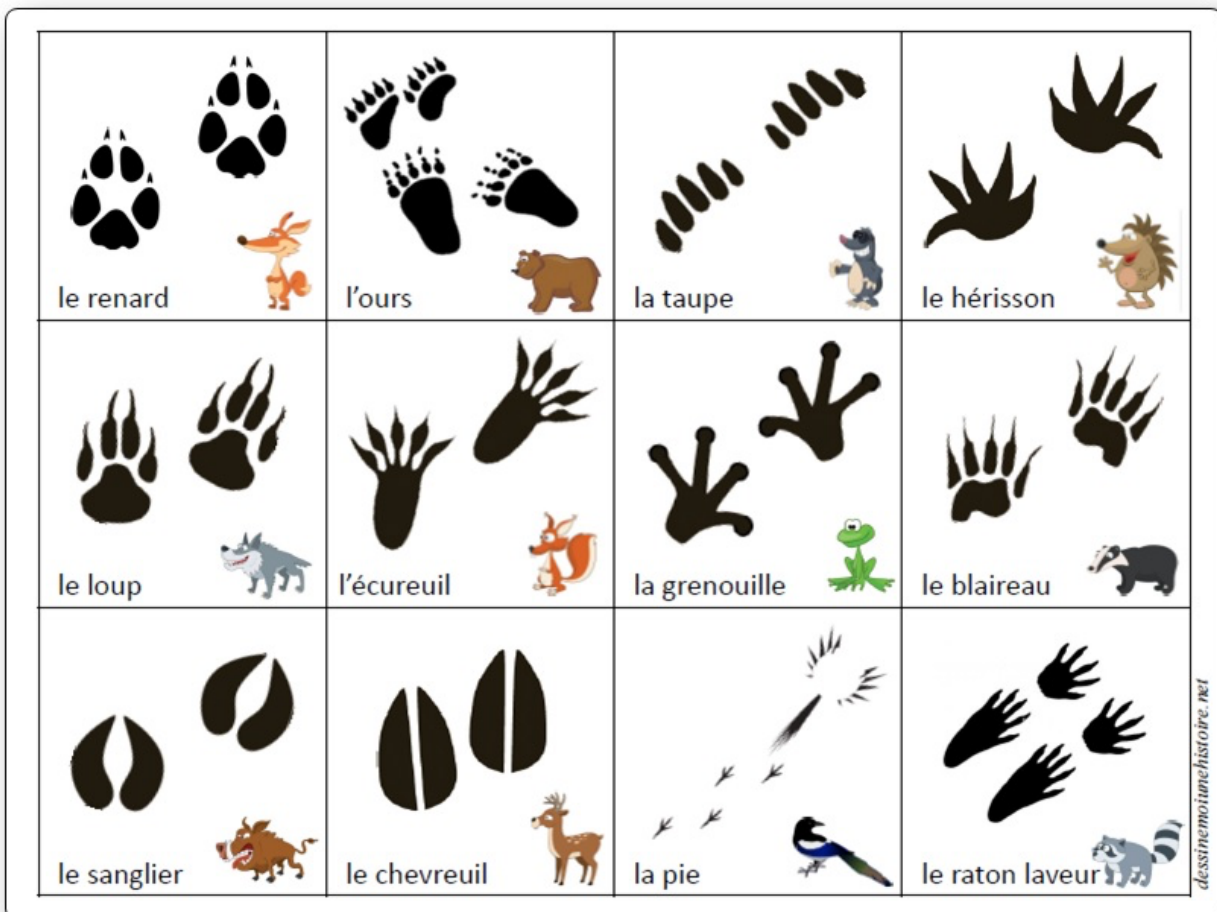 le renard
l’ours
la taupe
le hérisson
le loup
l’écureuil
la grenouille
le blaireau
le sanglier
le chevreuil
la pie
le raton laveur
dessinemoiunehistoire.net